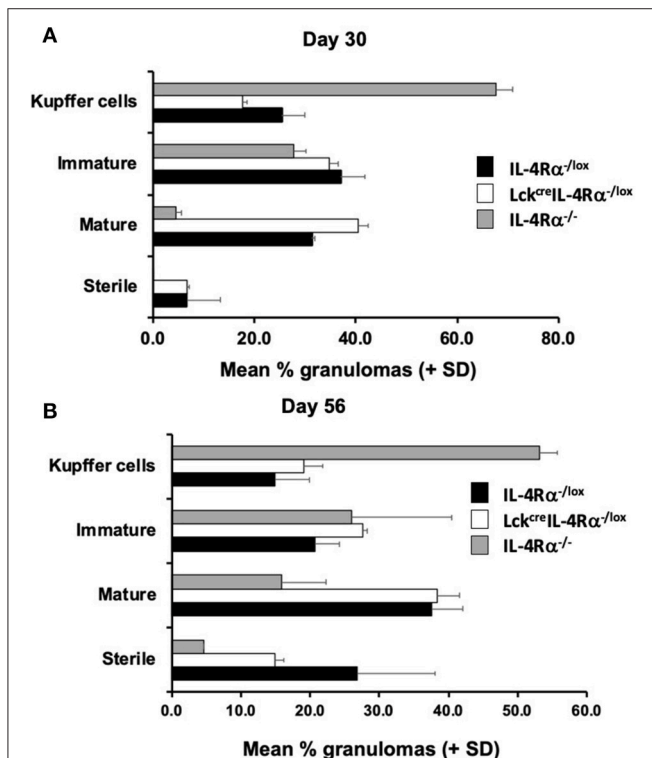 A
Day 30
Kupffer cells
Immature
Mature
Sterile
IL-4Rα-/lox
LckcreIL-4Rα-/lox
IL-4Rα-/-
0.0 20.0 40.0 60.0 80.0
Mean % granulomas (+ SD)
B
Day 56
Kupffer cells
Immature
Mature
Sterile
IL-4Rα-/lox
LckcreIL-4Rα-/lox
IL-4Rα-/-
0.0 10.0 20.0 30.0 40.0 50.0 60.0
Mean % granulomas (+ SD)